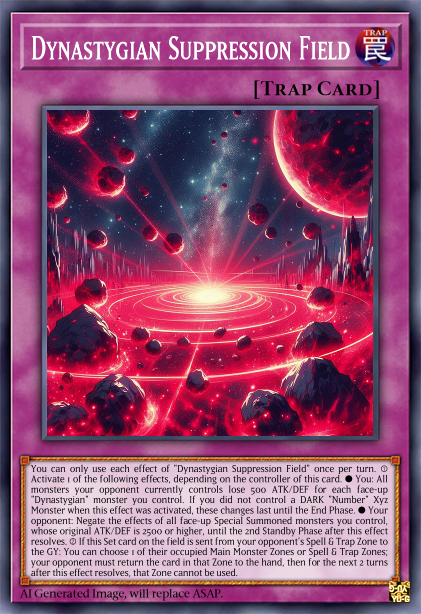 Dynastygian Suppression Field
TRAP
罠
[Trap Card]
You can only use each effect of "Dynastygian Suppression Field" once per turn. ①
Activate 1 of the following effects, depending on the controller of this card. ● You: All
monsters your opponent currently controls lose 500 ATK/DEF for each face-up
"Dynastygian" monster you control. If you did not control a DARK "Number" Xyz
Monster when this effect was activated, these changes last until the End Phase. ● Your
opponent: Negate the effects of all face-up Special Summoned monsters you control,
whose original ATK/DEF is 2500 or higher, until the 2nd Standby Phase after this effect
resolves. ② If this Set card on the field is sent from your opponent's Spell & Trap Zone to
the GY: You can choose 1 of their occupied Main Monster Zones or Spell & Trap Zones;
your opponent must return the card in that Zone to the hand, then for the next 2 turns
after this effect resolves, that Zone cannot be used.
AI Generated Image, will replace ASAP.